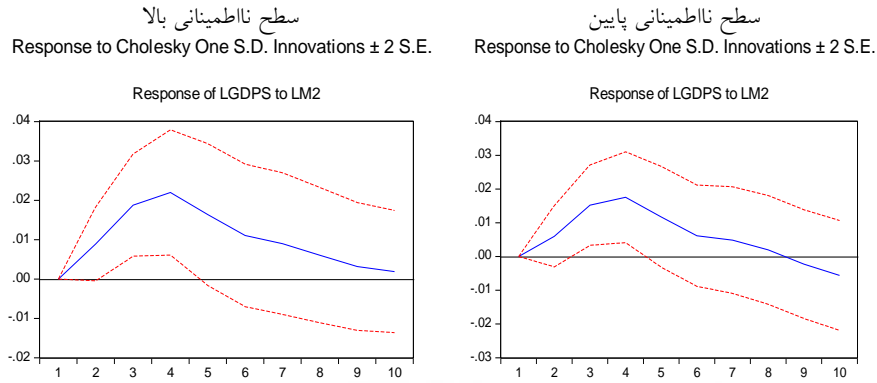 سطح نااطمینانی بالا
Response to Cholesky One S.D. Innovations ± 2 S.E.
Response of LGDPS to LM2
.04
.03
.02
.01
.00
-.01
-.02
1 2 3 4 5 6 7 8 9 10
سطح نااطمینانی پایین
Response to Cholesky One S.D. Innovations ± 2 S.E.
Response of LGDPS to LM2
.04
.03
.02
.01
.00
-.01
-.02
-.03
1 2 3 4 5 6 7 8 9 10